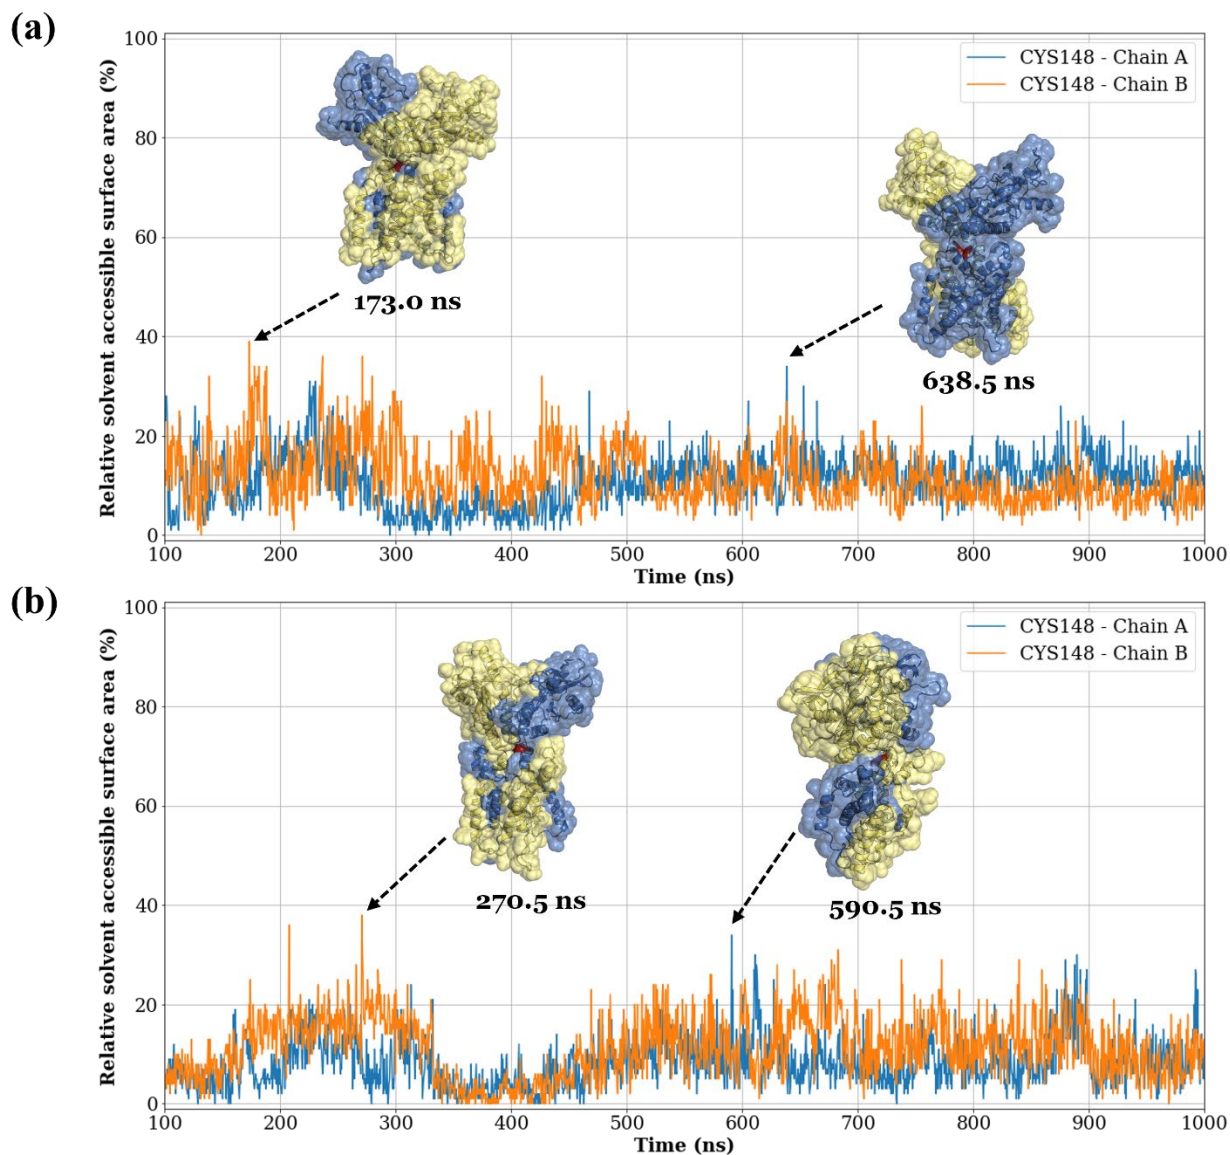 (a)
Relative solvent accessible surface area (%)
100
80
60
40
20
0
CYS148 - Chain A
CYS148 - Chain B
173.0 ns
638.5 ns
100 200 300 400 500 600 700 800 900 1000
Time (ns)
(b)
Relative solvent accessible surface area (%)
100
80
60
40
20
0
CYS148 - Chain A
CYS148 - Chain B
270.5 ns
590.5 ns
100 200 300 400 500 600 700 800 900 1000
Time (ns)